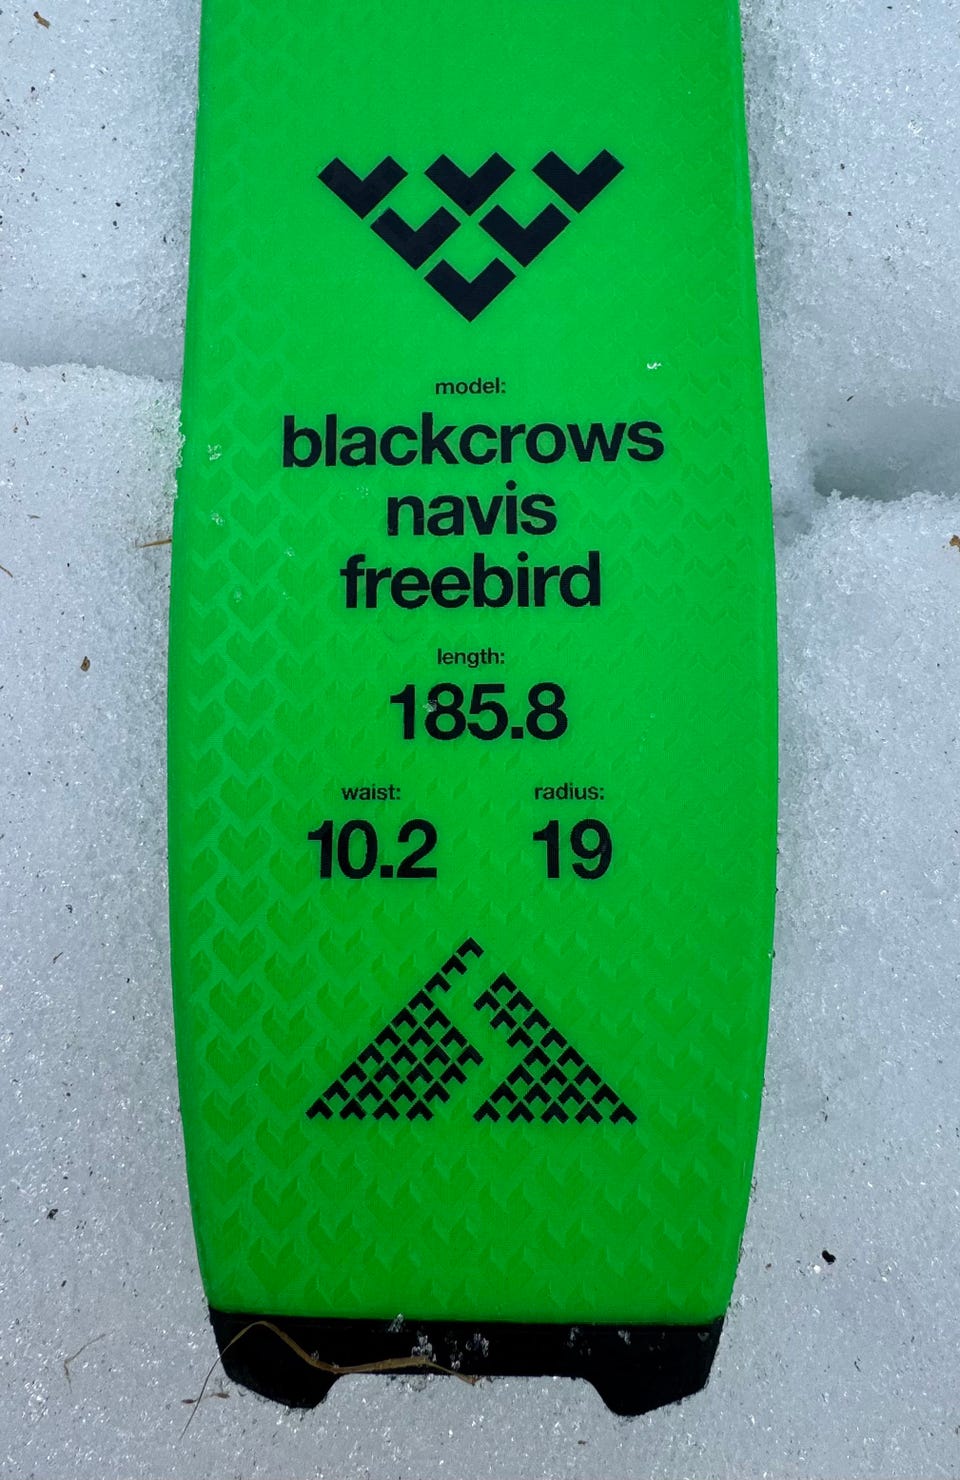 model:
blackcrows
navis
freebird
length:
185.8
waist: radius:
10.2 19